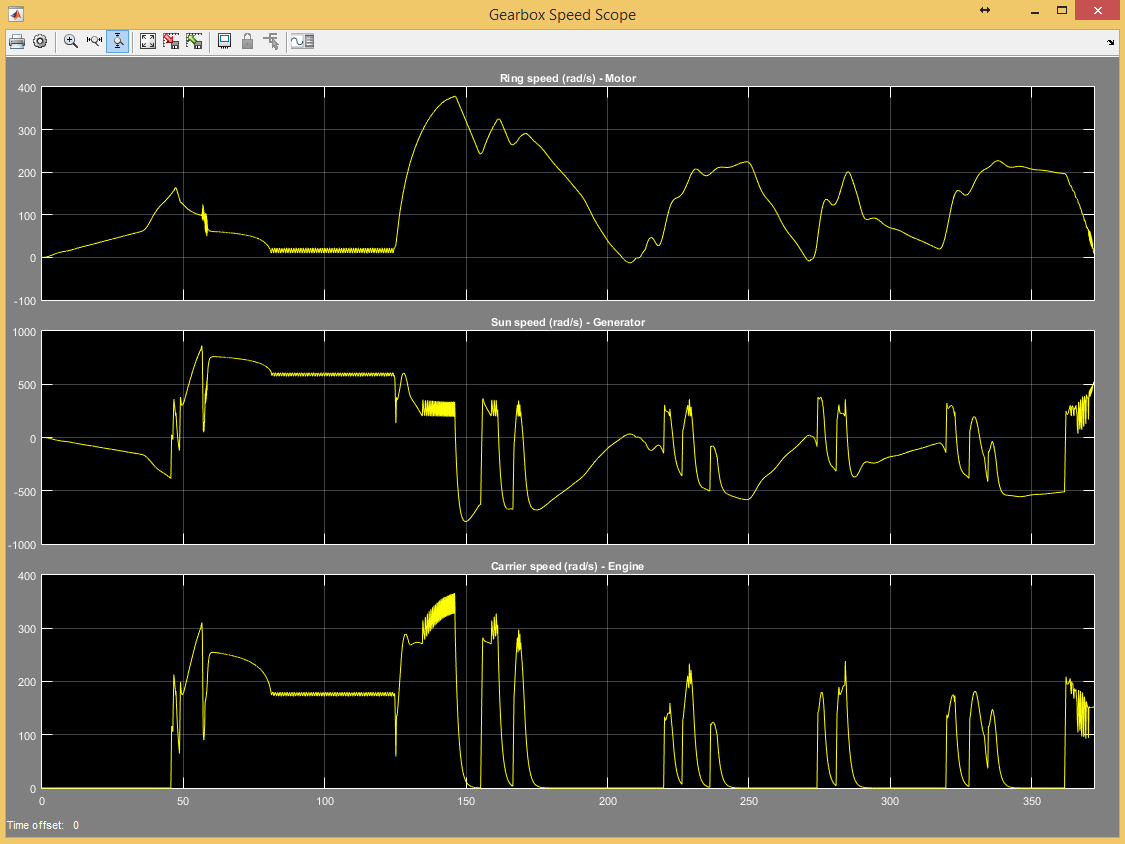 Gearbox Speed Scope
Ring speed (rad/s) - Motor
400
300
200
100
0
-100
Sun speed (rad/s) - Generator
1000
500
0
-500
-1000
Carrier speed (rad/s) - Engine
400
300
200
100
0
0 50 100 150 200 250 300 350
Time offset: 0